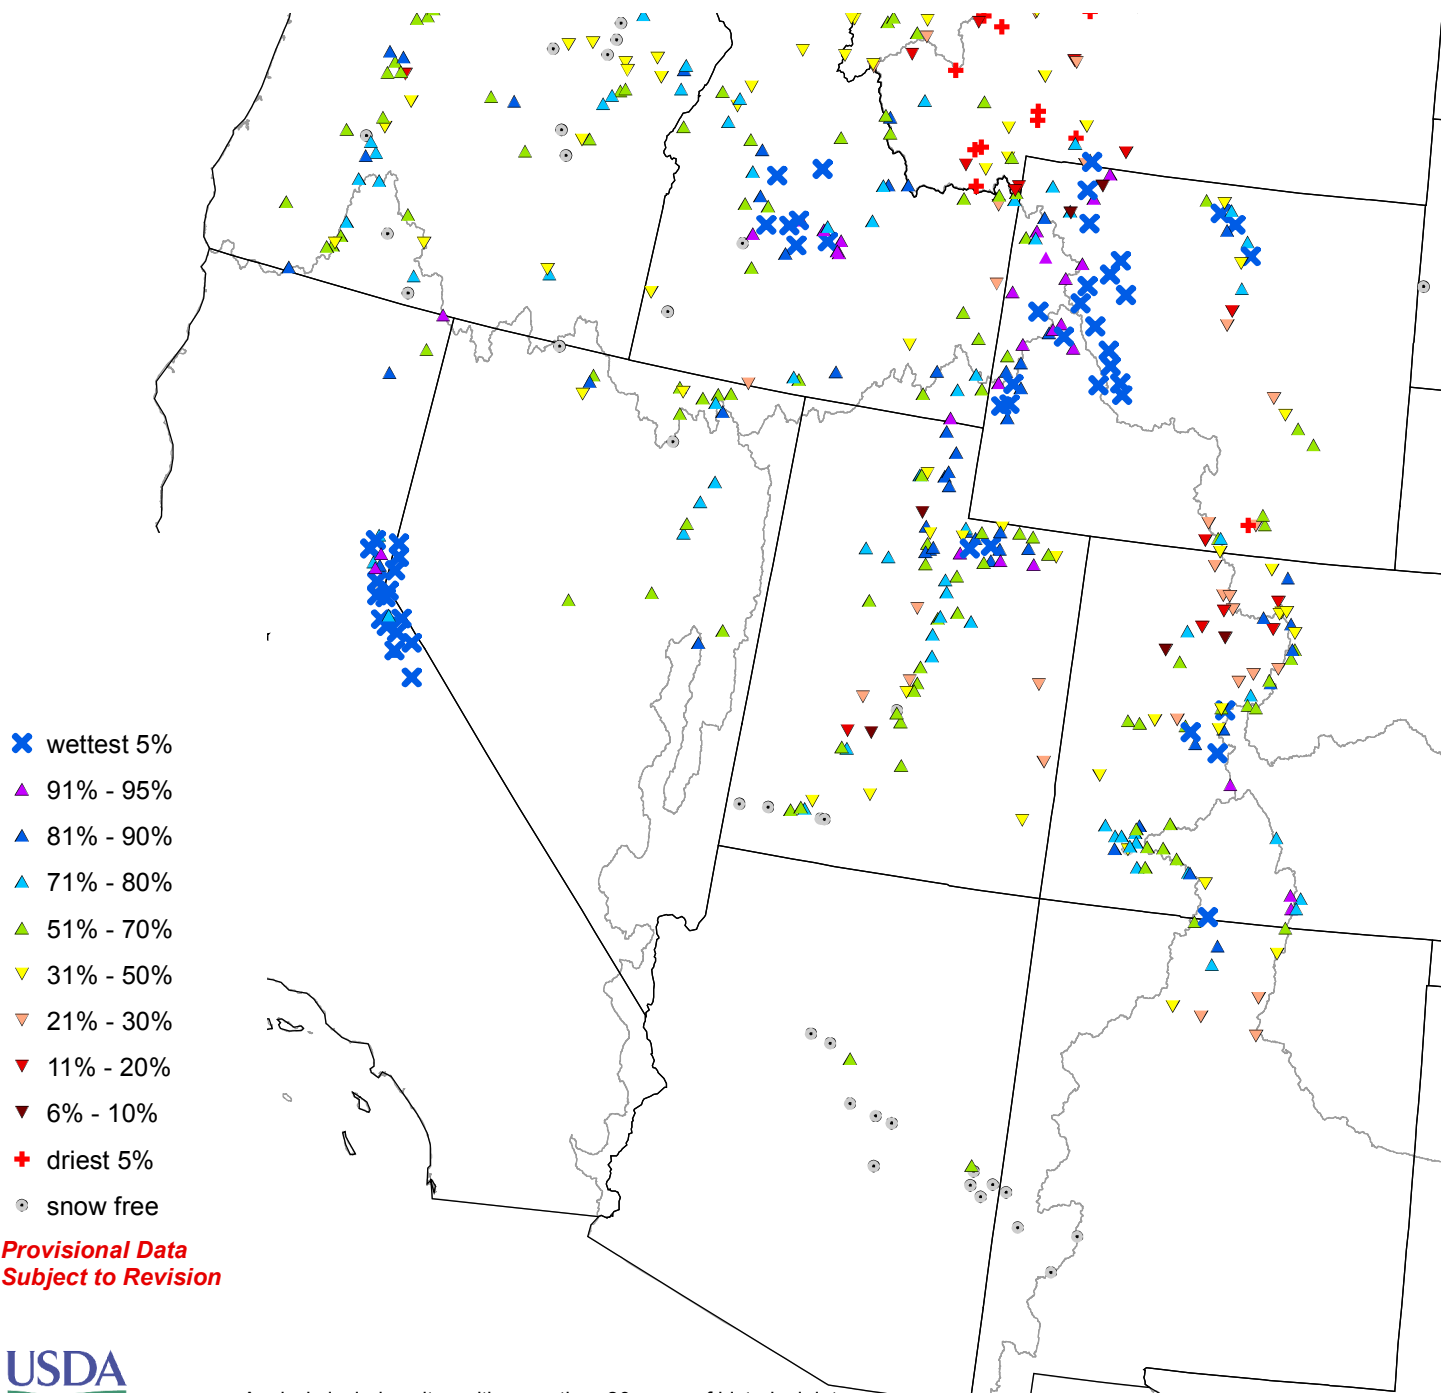 wettest 5%
91% - 95%
81% - 90%
71% - 80%
51% - 70%
31% - 50%
21% - 30%
11% - 20%
6% - 10%
driest 5%
snow free
Provisional Data
Subject to Revision
USDA